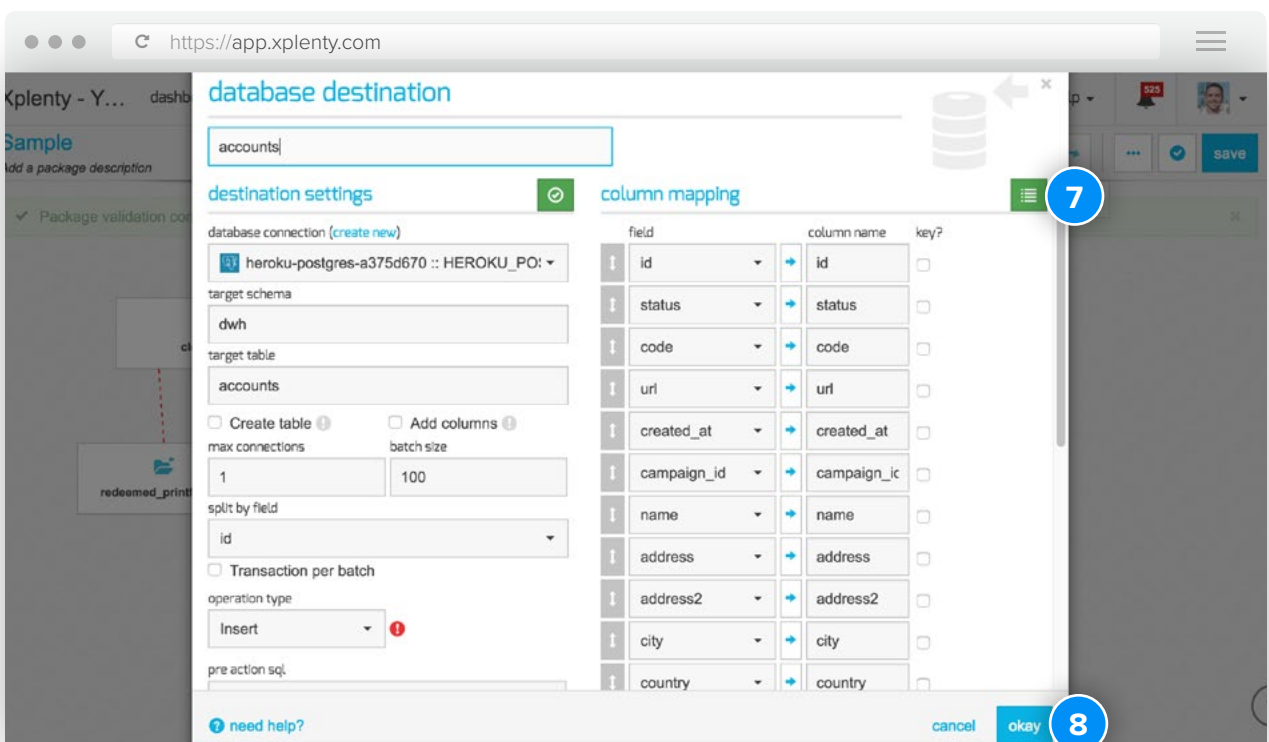 https://app.xplenty.com
Xplenty - Y... dashb
database destination
lp
525
Sample
Add a package description
accounts
...
save
destination settings
column mapping
7
Package validation con
database connection (create new)
field column name key?
heroku-postgres-a375d670 :: HEROKU_PO
id id
target schema
status status
dwh
code code
target table
accounts
url url
Create table Add columns
created_at created_at
max connections batch size
1 100
campaign_id campaign_ic
redeemed_print
split by field
name name
id
address address
Transaction per batch
operation type
address2 address2
Insert
city city
pre action sql
country country
need help?
cancel okay 8